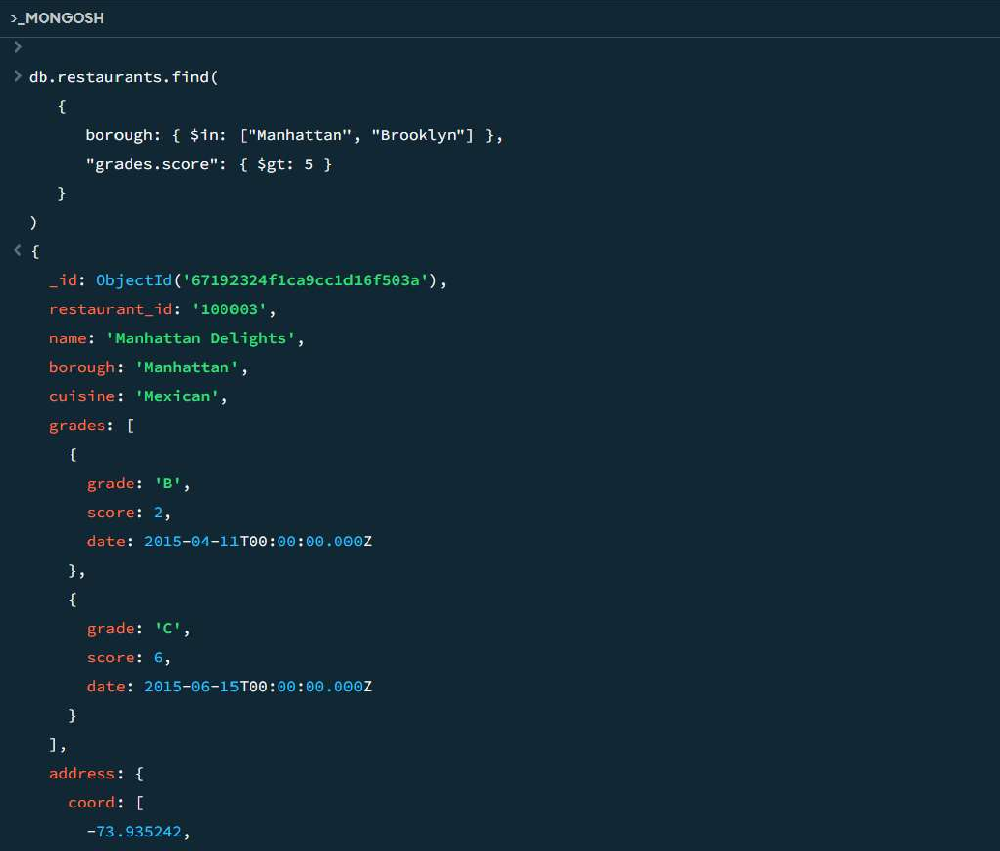 >_MONGOSH
>
> db.restaurants.find(
{
borough: { $in: ["Manhattan", "Brooklyn"] },
"grades.score": { $gt: 5 }
}
)
< {
_id: ObjectId('67192324f1ca9cc1d16f503a'),
restaurant_id: '100003',
name: 'Manhattan Delights',
borough: 'Manhattan',
cuisine: 'Mexican',
grades: [
{
grade: 'B',
score: 2,
date: 2015-04-11T00:00:00.000Z
},
{
grade: 'C',
score: 6,
date: 2015-06-15T00:00:00.000Z
}
],
address: {
coord: [
-73.935242,